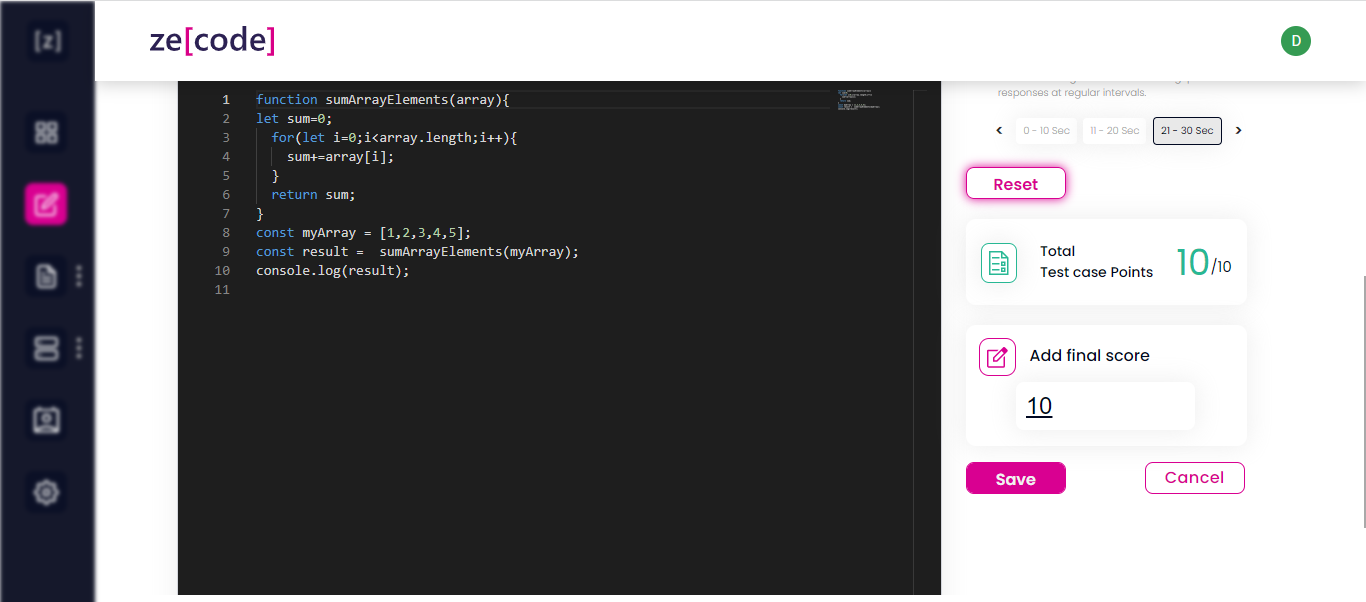 [z]
ze[code]
D
1 function sumArrayElements(array){
2 let sum=0;
3 for(let i=0;i<array.length;i++){
4 sum+=array[i];
5 }
6 return sum;
7 }
8 const myArray = [1,2,3,4,5];
9 const result =  sumArrayElements(myArray);
10 console.log(result);
11
responses at regular intervals.
< 0 - 10 Sec 11 - 20 Sec 21 - 30 Sec >
Reset
Total
Test case Points
10/10
Add final score
10
Save
Cancel